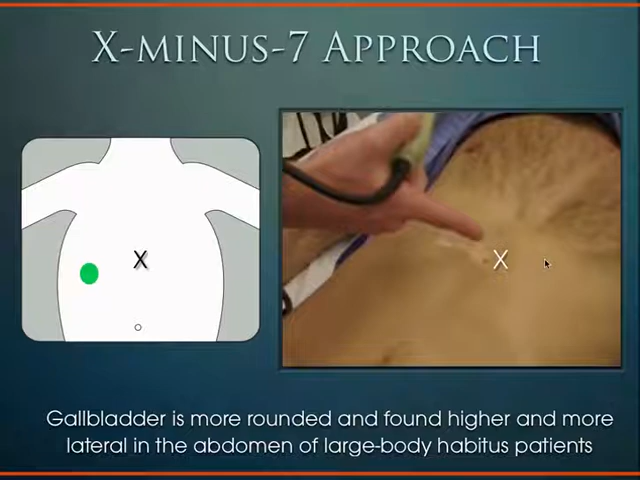 X-MINUS-7 APPROACH
X
X
Gallbladder is more rounded and found higher and more
lateral in the abdomen of large-body habitus patients